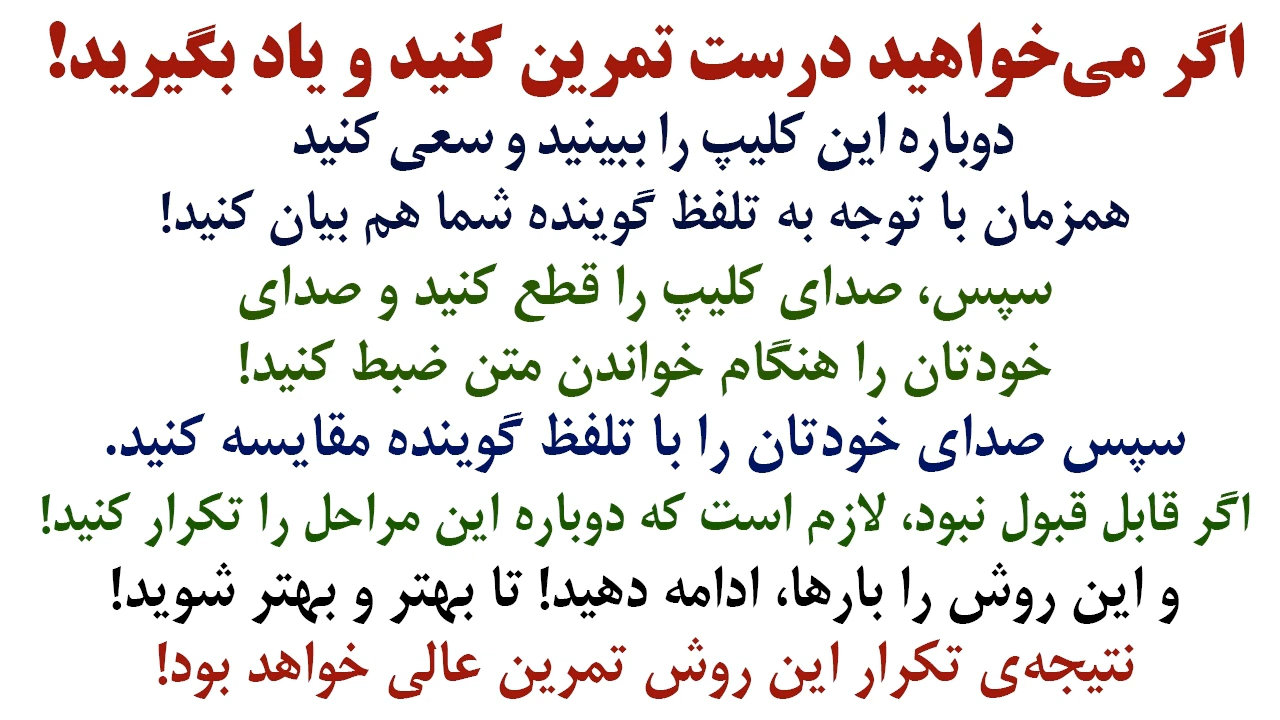 اگر می‌خواهید درست تمرین کنید و یاد بگیرید!
دوباره این کلیپ را ببینید و سعی کنید
همزمان با توجه به تلفظ گوینده شما هم بیان کنید!
سپس، صدای کلیپ را قطع کنید و صدای
خودتان را هنگام خواندن متن ضبط کنید!
سپس صدای خودتان را با تلفظ گوینده مقایسه کنید.
اگر قابل قبول نبود، لازم است که دوباره این مراحل را تکرار کنید!
و این روش را بارها، ادامه دهید! تا بهتر و بهتر شوید!
نتیجه‌ی تکرار این روش تمرین عالی خواهد بود!